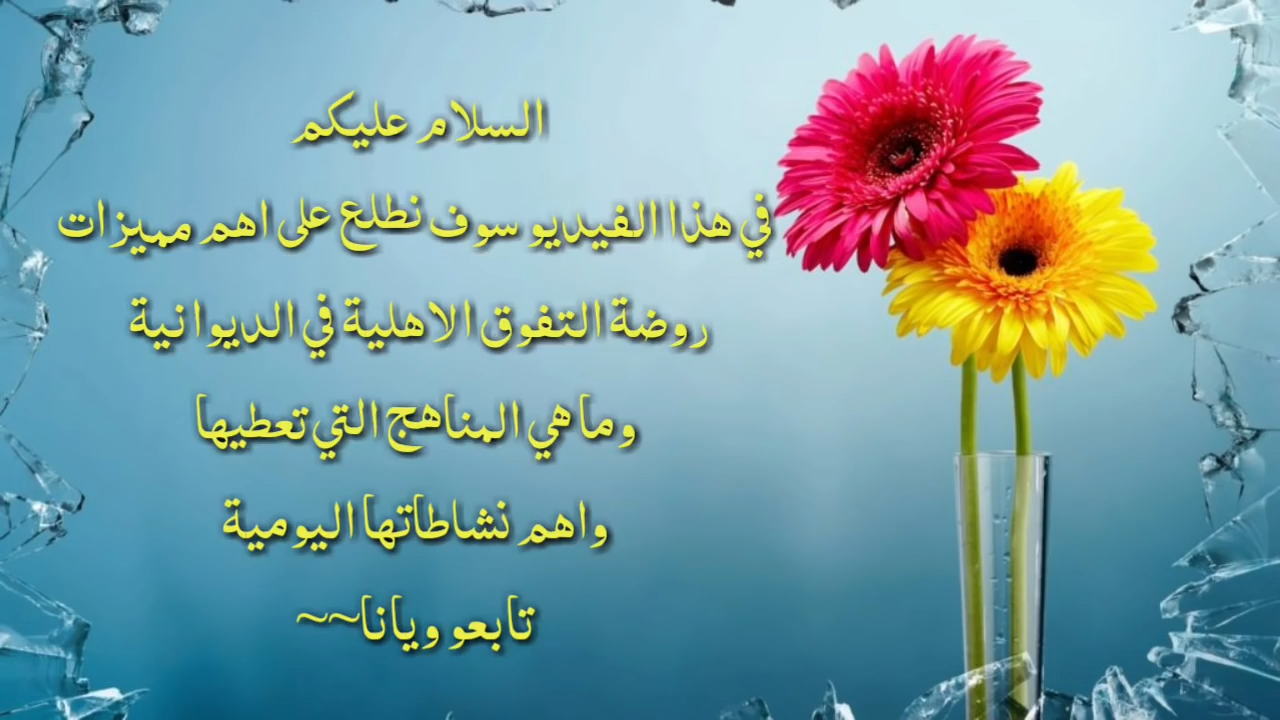 السلام عليكم
في هذا الفيديو سوف نطلع على اهم مميزات
روضة التفوق الاهلية في الديوانية
وما هي المناهج التي تعطيها
واهم نشاطاتها اليومية
تابعو ويانا~~